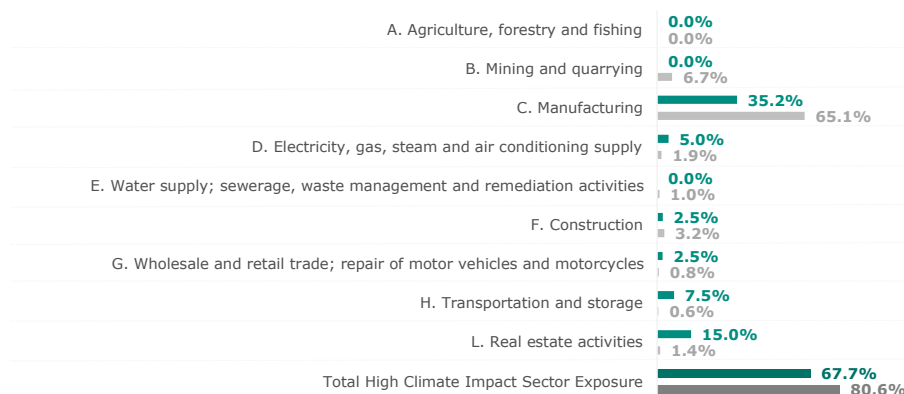 A. Agriculture, forestry and fishing
0.0%
0.0%
B. Mining and quarrying
0.0%
6.7%
C. Manufacturing
35.2%
65.1%
D. Electricity, gas, steam and air conditioning supply
5.0%
1.9%
E. Water supply; sewerage, waste management and remediation activities
0.0%
1.0%
F. Construction
2.5%
3.2%
G. Wholesale and retail trade; repair of motor vehicles and motorcycles
2.5%
0.8%
H. Transportation and storage
7.5%
0.6%
L. Real estate activities
15.0%
1.4%
Total High Climate Impact Sector Exposure
67.7%
80.6%